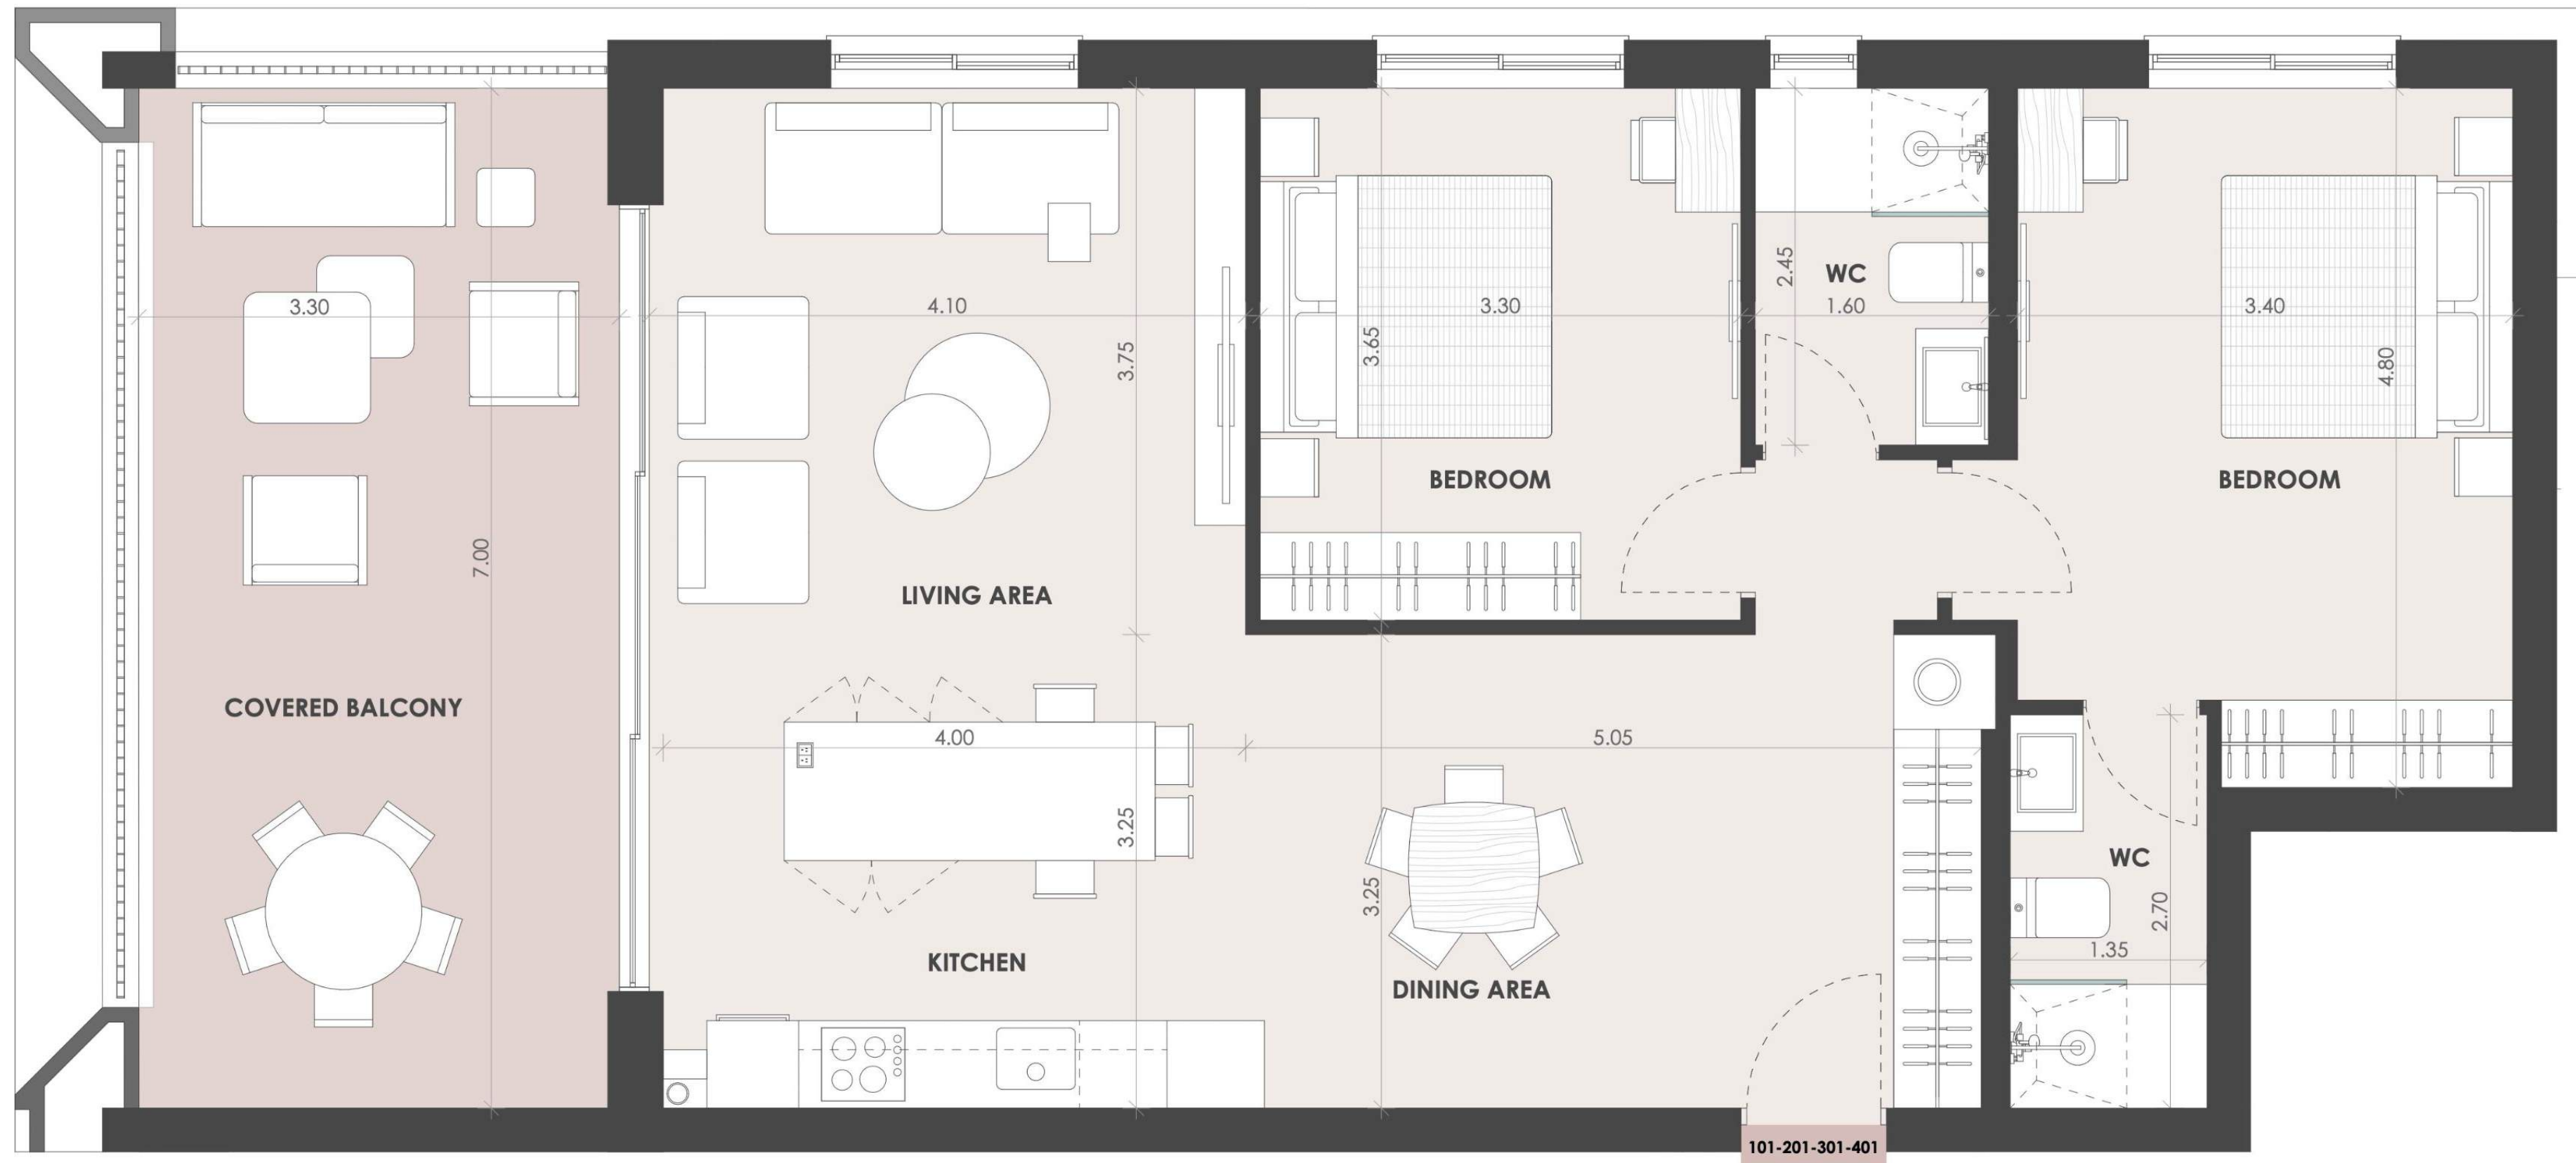 2.45
WC
3.30
4.10
3.30
1.60
3.40
3.75
3.65
4.80
BEDROOM
BEDROOM
7.00
LIVING AREA
COVERED BALCONY
4.00
5.05
3.25
3.25
WC
2.70
1.35
KITCHEN
DINING AREA
101-201-301-401